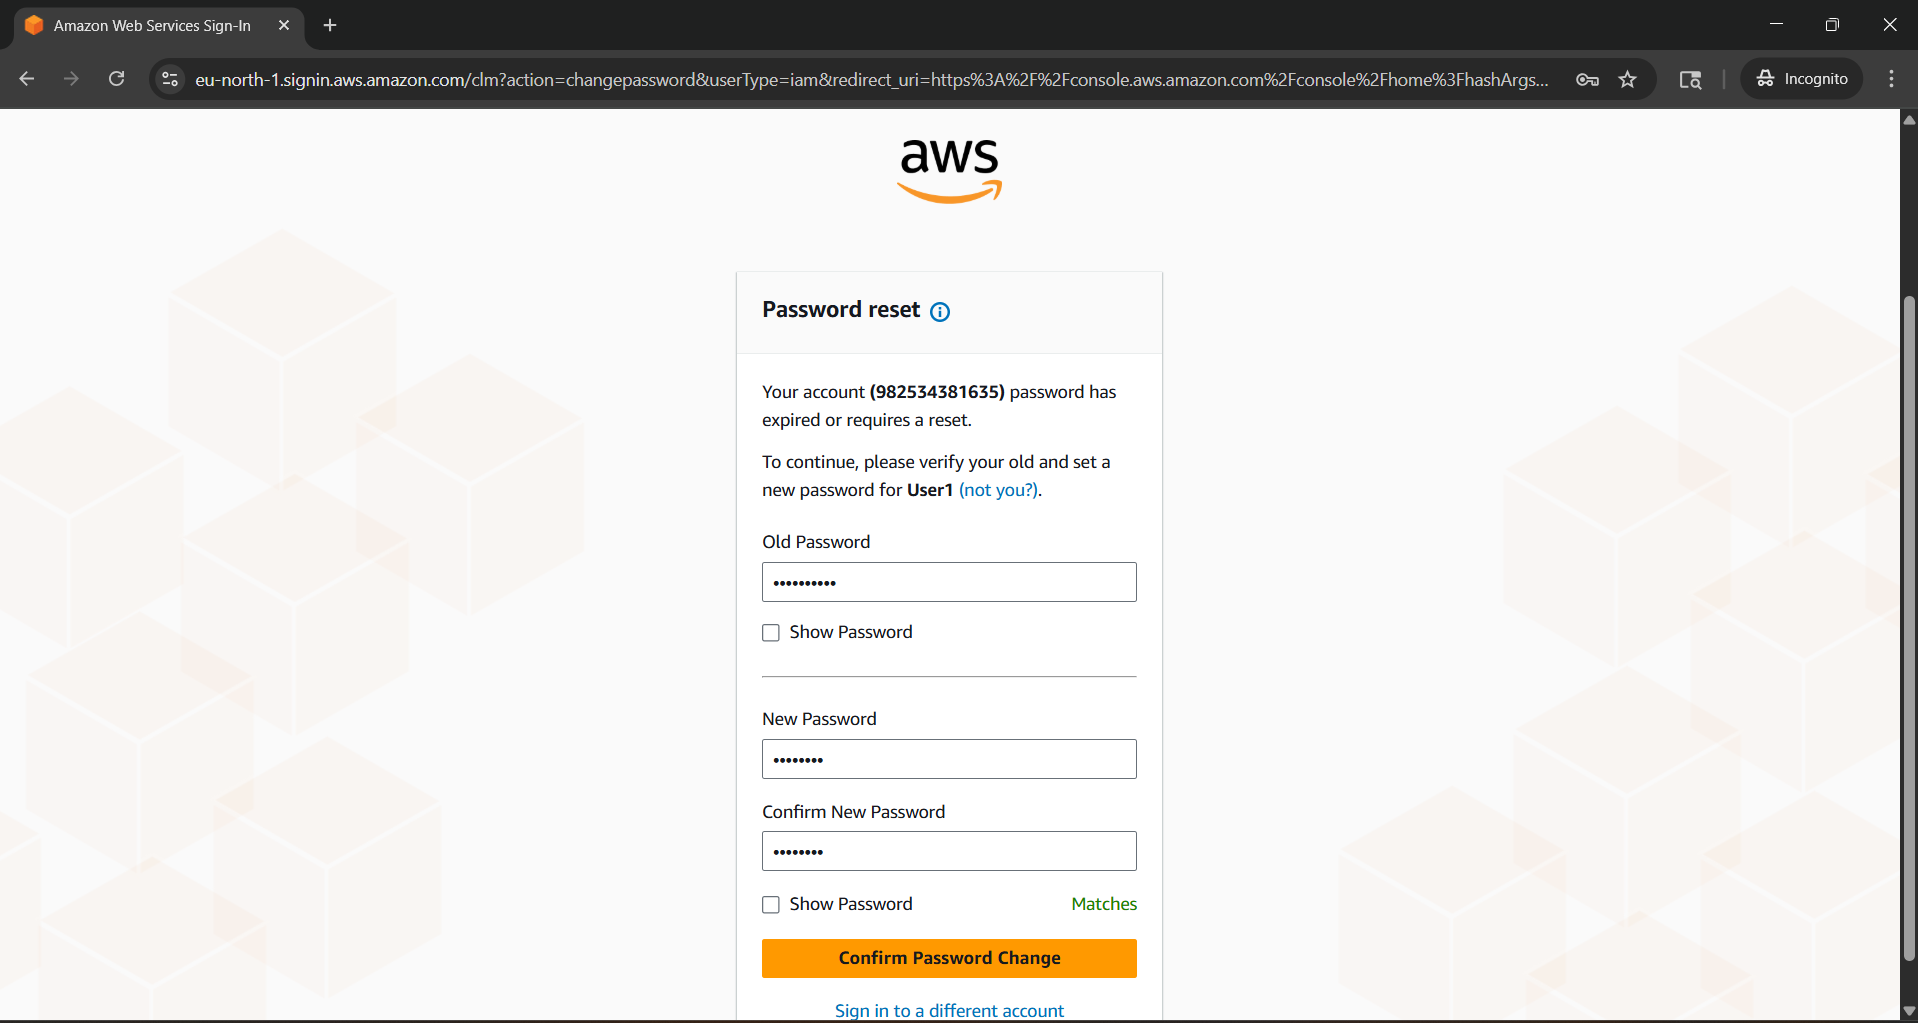 Amazon Web Services Sign-In
eu-north-1.signin.aws.amazon.com/clm?action=changepassword&userType=iam&redirect_uri=https%3A%2F%2Fconsole.aws.amazon.com%2Fconsole%2Fhome%3FhashArgs...
Incognito
aws
Password reset
Your account (982534381635) password has
expired or requires a reset.
To continue, please verify your old and set a
new password for User1 (not you?).
Old Password
••••••••••
Show Password
New Password
••••••••
Confirm New Password
••••••••
Show Password
Matches
Confirm Password Change
Sign in to a different account